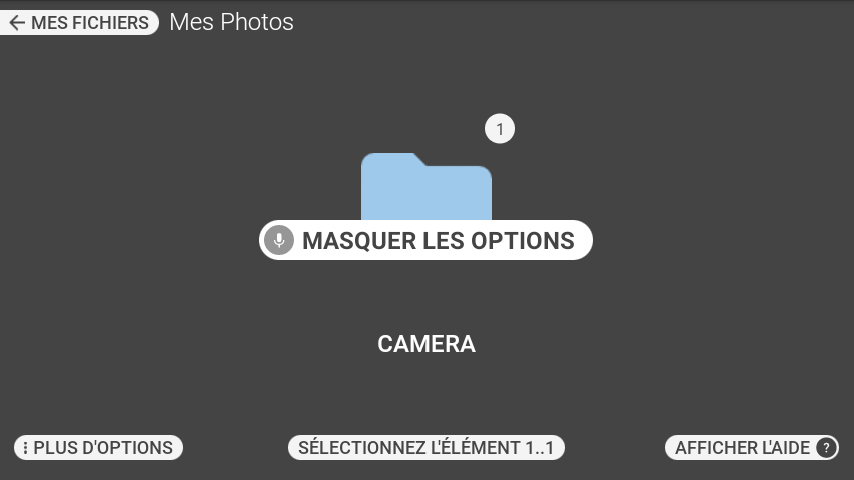 MES FICHIERS
Mes Photos
1
MASQUER LES OPTIONS
CAMERA
PLUS D'OPTIONS
SÉLECTIONNEZ L'ÉLÉMENT 1..1
AFFICHER L'AIDE ?